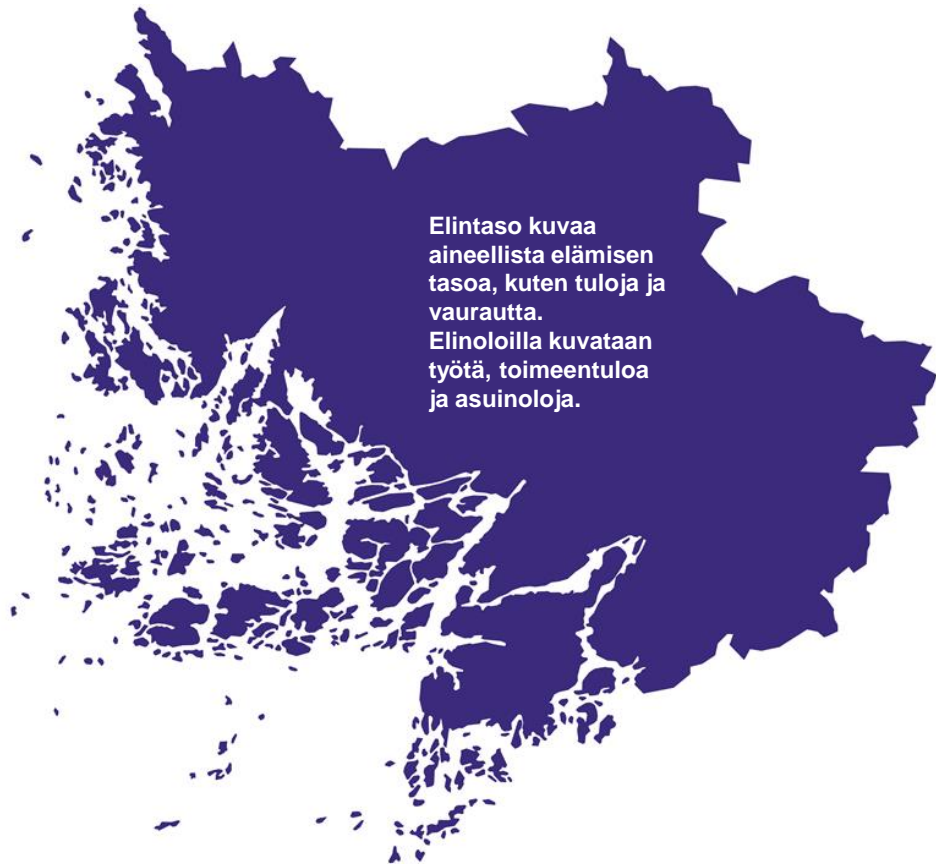 Elintaso kuvaa
aineellista elämisen
tasoa, kuten tuloja ja
vaurautta.
Elinoloilla kuvataan
työtä, toimeentuloa
ja asuinoloja.